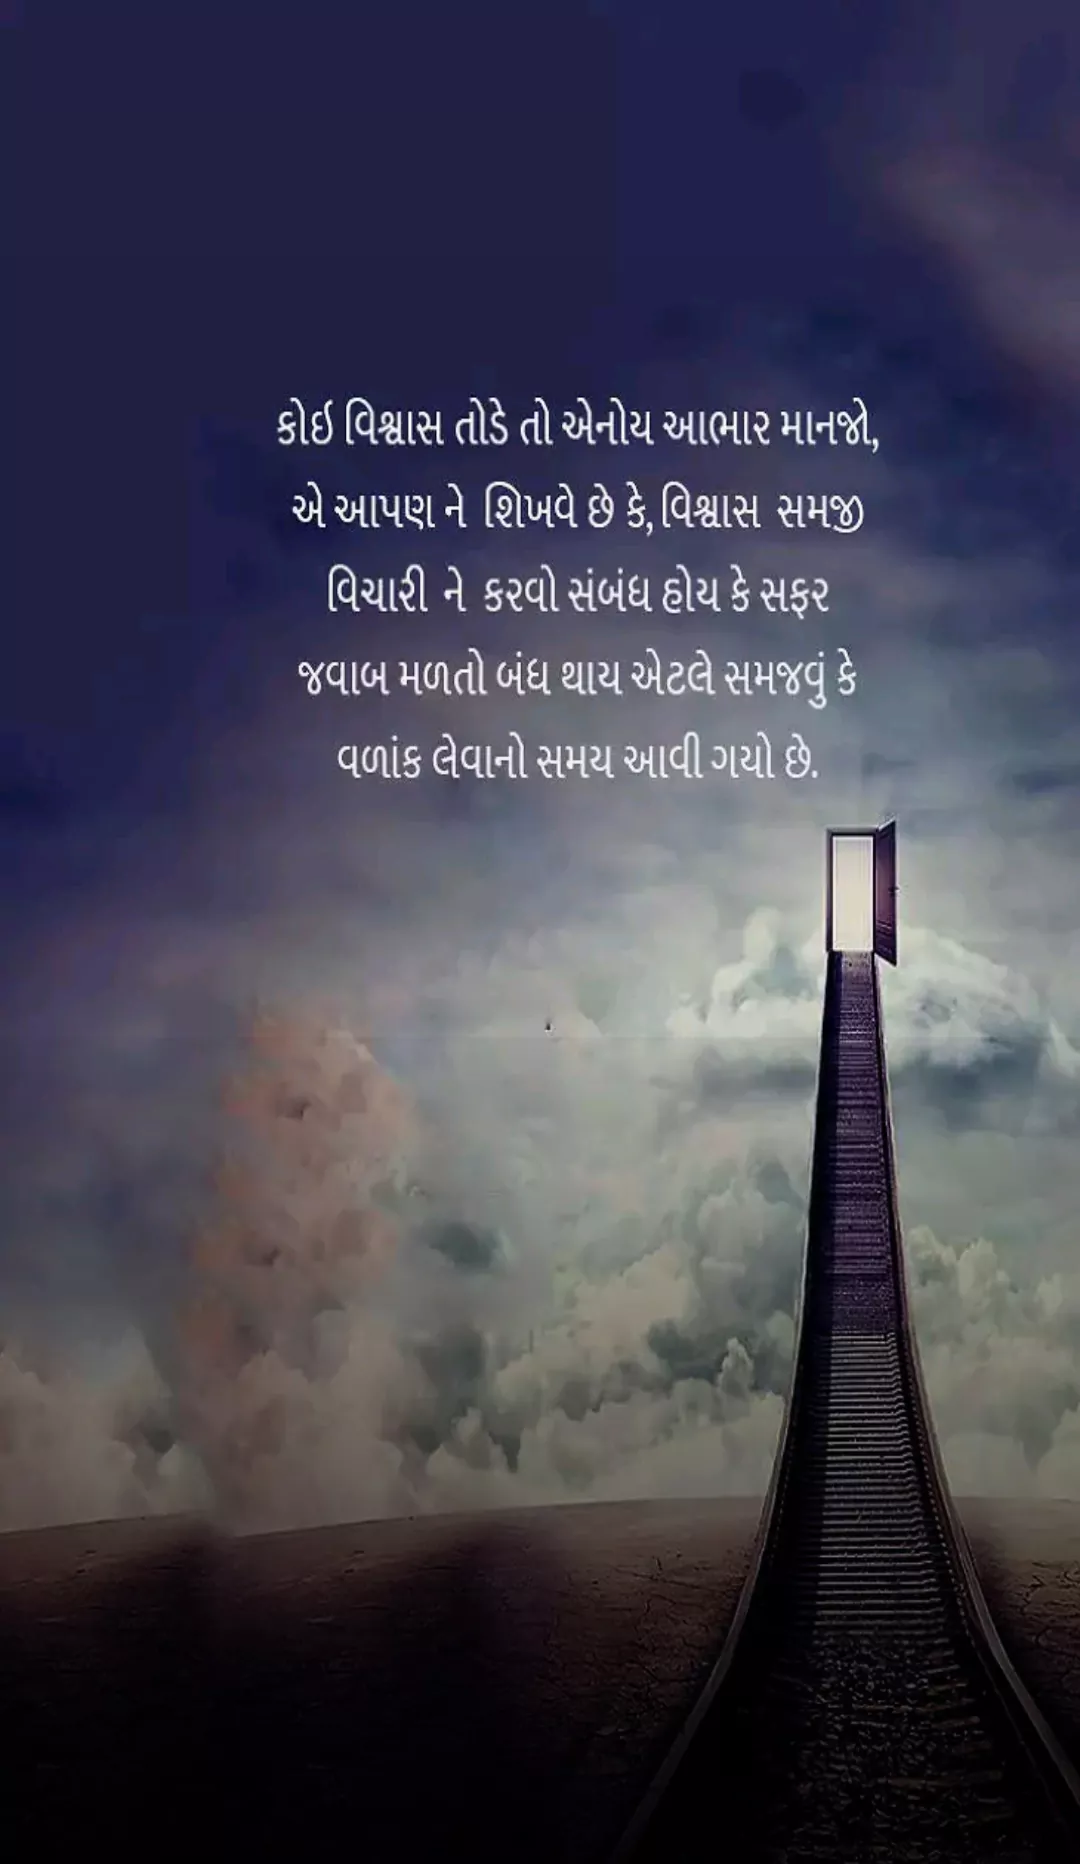 કોઇ વિશ્વાસ તોડે તો એનોય આભાર માનજો,
એ આપણ ને શિખવે છે કે, વિશ્વાસ સમજી
વિચારી ને કરવો સંબંધ હોય કે સફર
જવાબ મળતો બંધ થાય એટલે સમજવું કે
વળાંક લેવાનો સમય આવી ગયો છે.